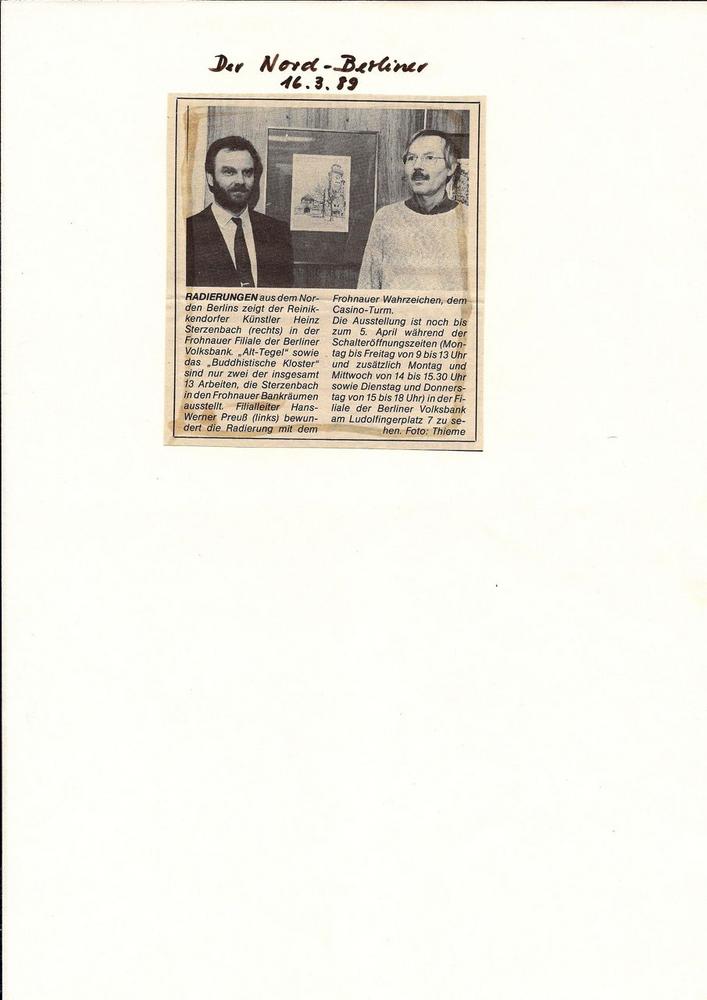 Der Nord-Berliner
16.3.89
RADIERUNGEN aus dem Nor-
den Berlins zeigt der Reinik-
kendorfer Künstler Heinz
Sterzenbach (rechts) in der
Frohnauer Filiale der Berliner
Volksbank. „Alt-Tegel" sowie
das „Buddhistische Kloster"
sind nur zwei der insgesamt
13 Arbeiten, die Sterzenbach
in den Frohnauer Bankräumen
ausstellt. Filialleiter Hans-
Werner Preuß (links) bewun-
dert die Radierung mit dem
Frohnauer Wahrzeichen, dem
Casino-Turm.
Die Ausstellung ist noch bis
zum 5. April während der
Schalteröffnungszeiten (Mon-
tag bis Freitag von 9 bis 13 Uhr
und zusätzlich Montag und
Mittwoch von 14 bis 15.30 Uhr
sowie Dienstag und Donners-
tag von 15 bis 18 Uhr) in der Fi-
liale der Berliner Volksbank
am Ludolfingerplatz 7 zu se-
hen. Foto: Thieme